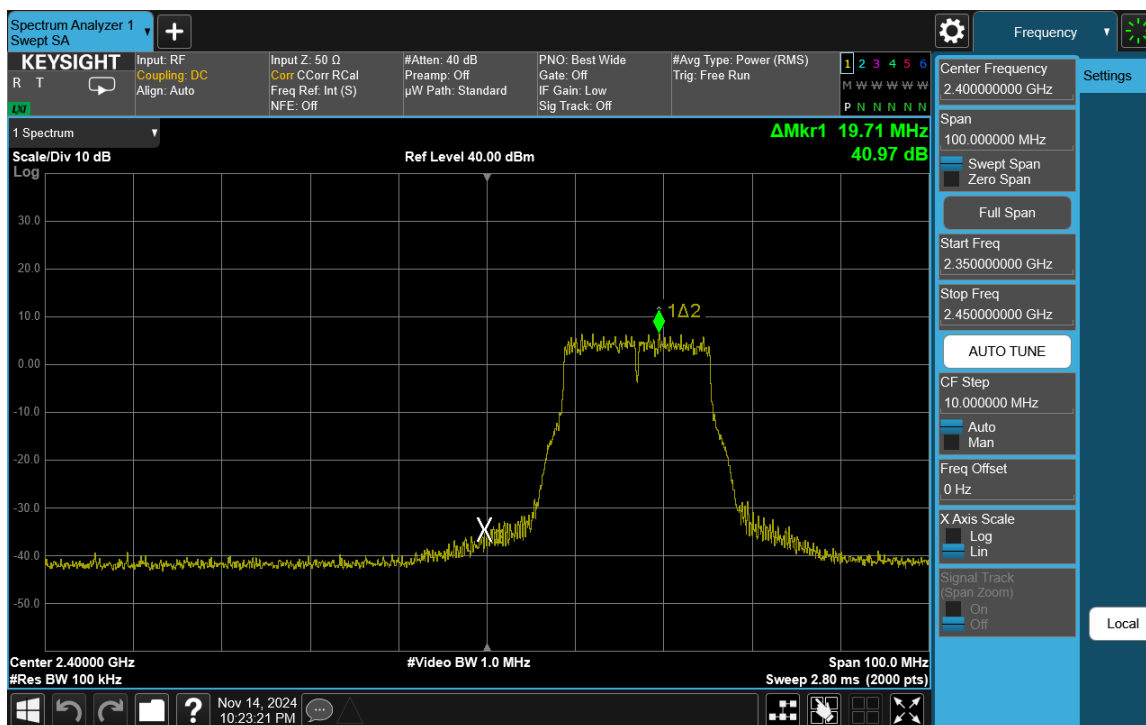 Spectrum Analyzer 1
Swept SA
Frequency
KEYSIGHT
R T
LXI
Input: RF
Coupling: DC
Align: Auto
Input Z: 50 Ω
Corr CCorr RCal
Freq Ref: Int (S)
NFE: Off
#Atten: 40 dB
Preamp: Off
µW Path: Standard
PNO: Best Wide
Gate: Off
IF Gain: Low
Sig Track: Off
#Avg Type: Power (RMS)
Trig: Free Run
1 2 3 4 5 6
M W W W W W
P N N N N N
1 Spectrum
Scale/Div 10 dB
Log
Ref Level 40.00 dBm
ΔMkr1 19.71 MHz
40.97 dB
30.0
20.0
10.0
0.00
-10.0
-20.0
-30.0
-40.0
-50.0
1Δ2
X
Center 2.40000 GHz
#Res BW 100 kHz
#Video BW 1.0 MHz
Span 100.0 MHz
Sweep 2.80 ms (2000 pts)
Center Frequency
2.400000000 GHz
Settings
Span
100.000000 MHz
Swept Span
Zero Span
Full Span
Start Freq
2.350000000 GHz
Stop Freq
2.450000000 GHz
AUTO TUNE
CF Step
10.000000 MHz
Auto
Man
Freq Offset
0 Hz
X Axis Scale
Log
Lin
Signal Track
(Span Zoom)
On
Off
Local
?
Nov 14, 2024
10:23:21 PM